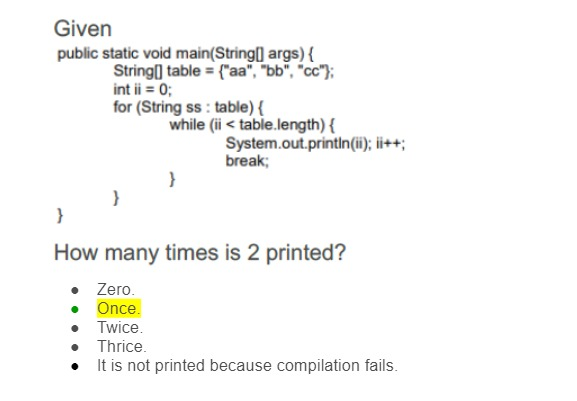 Given
public static void main(String[] args) {
String[] table = {"aa", "bb", "cc"};
int ii = 0;
for (String ss : table) {
while (ii < table.length) {
System.out.println(ii); ii++;
break;
}
}
}
How many times is 2 printed?
• Zero.
• Once.
• Twice.
• Thrice.
• It is not printed because compilation fails.